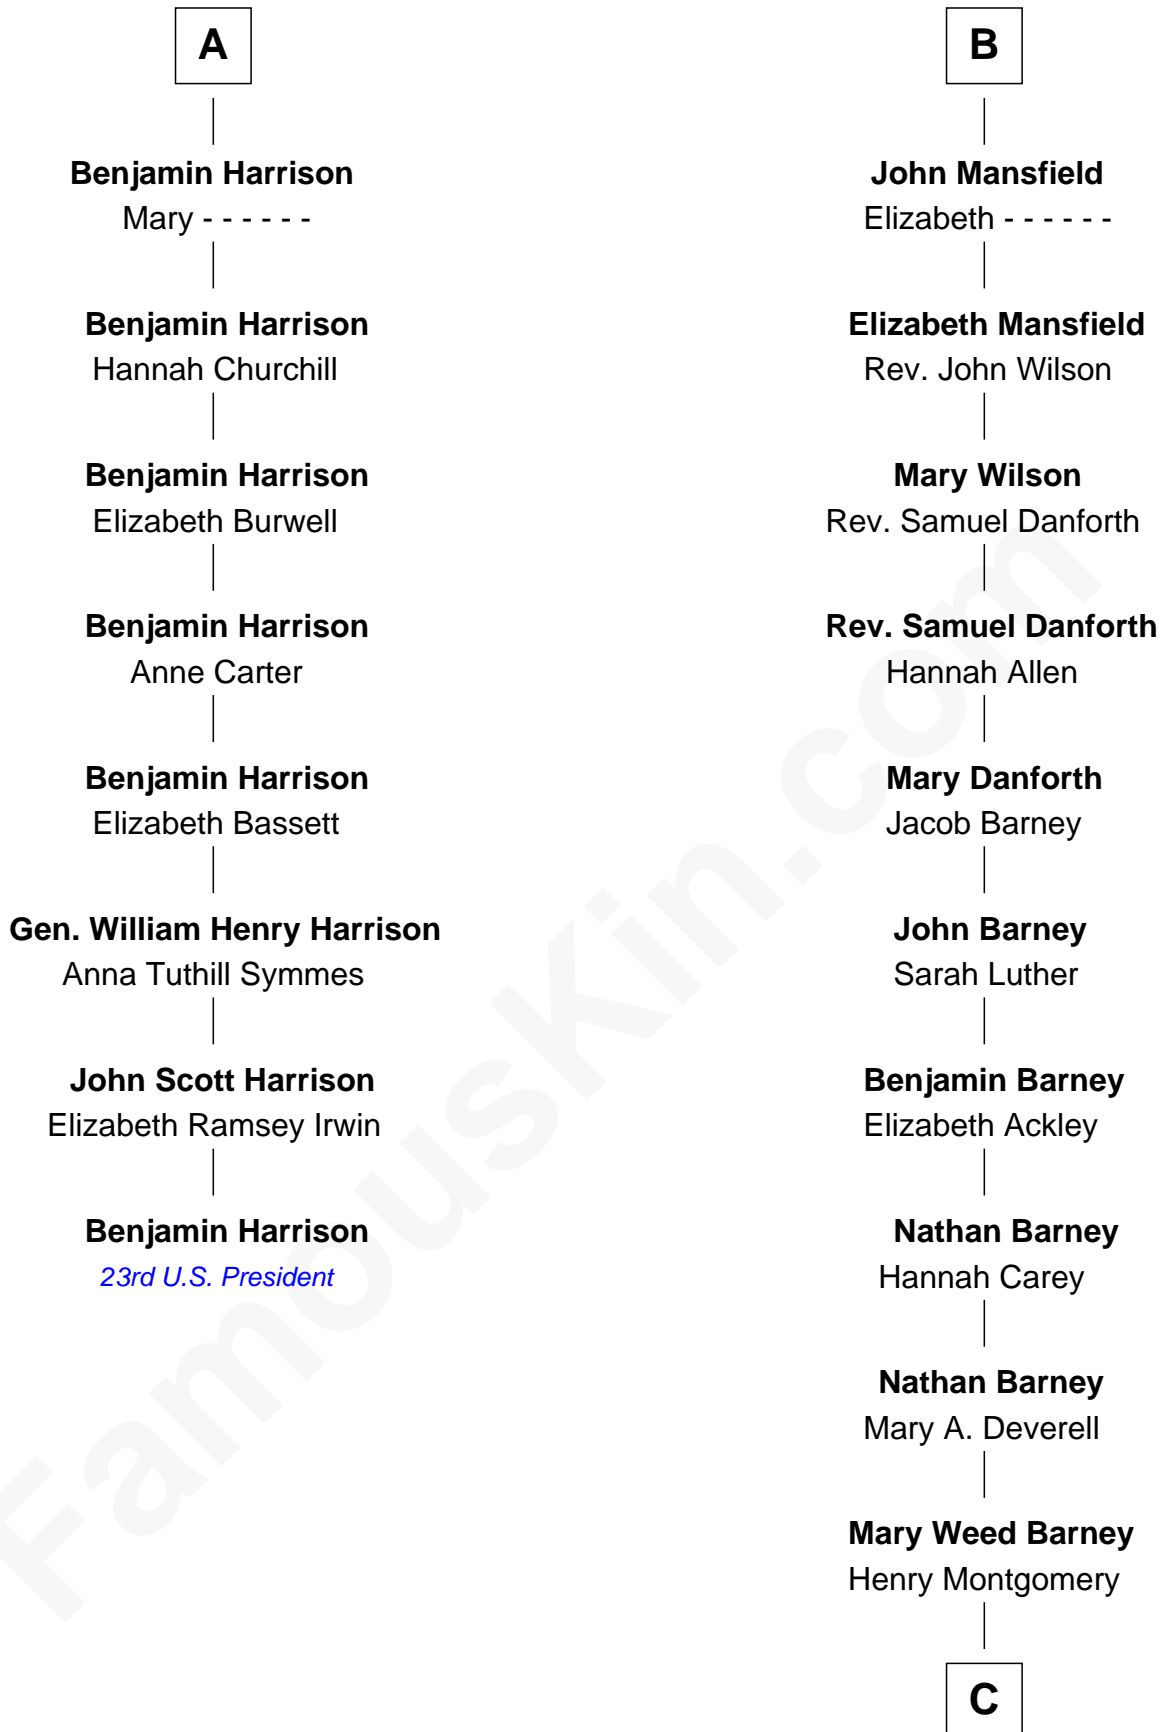 A
Benjamin Harrison
Mary - - - - - -
Benjamin Harrison
Hannah Churchill
Benjamin Harrison
Elizabeth Burwell
Benjamin Harrison
Anne Carter
Benjamin Harrison
Elizabeth Bassett
Gen. William Henry Harrison
Anna Tuthill Symmes
John Scott Harrison
Elizabeth Ramsey Irwin
Benjamin Harrison
23rd U.S. President
B
John Mansfield
Elizabeth - - - - - -
Elizabeth Mansfield
Rev. John Wilson
Mary Wilson
Rev. Samuel Danforth
Rev. Samuel Danforth
Hannah Allen
Mary Danforth
Jacob Barney
John Barney
Sarah Luther
Benjamin Barney
Elizabeth Ackley
Nathan Barney
Hannah Carey
Nathan Barney
Mary A. Deverell
Mary Weed Barney
Henry Montgomery
C
FamousKin.com